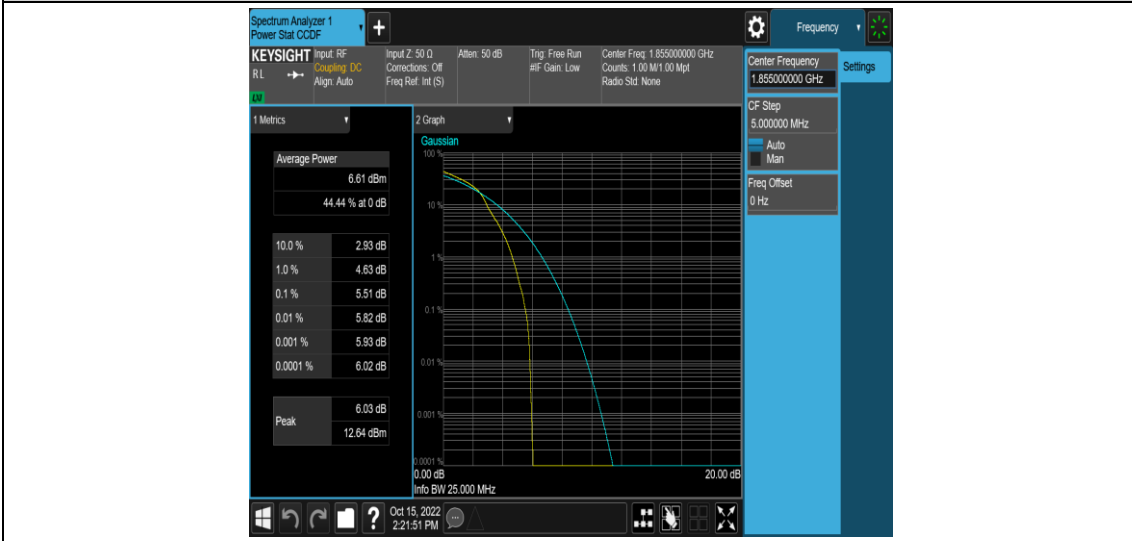 Spectrum Analyzer 1
Power Stat CCDF
+
Frequency
KEYSIGHT
RL
LM
Input: RF
Coupling: DC
Align: Auto
Input Z: 50 Ω
Corrections: Off
Freq Ref: Int (S)
Atten: 50 dB
Trig: Free Run
#IF Gain: Low
Center Freq: 1.855000000 GHz
Counts: 1.00 M/1.00 Mpt
Radio Std: None
Center Frequency
1.855000000 GHz
Settings
CF Step
5.000000 MHz
Auto
Man
Freq Offset
0 Hz
1 Metrics
Average Power
6.61 dBm
44.44 % at 0 dB
10.0 % 2.93 dB
1.0 % 4.63 dB
0.1 % 5.51 dB
0.01 % 5.82 dB
0.001 % 5.93 dB
0.0001 % 6.02 dB
Peak
6.03 dB
12.64 dBm
2 Graph
Gaussian
100 %
10 %
1 %
0.1 %
0.01 %
0.001 %
0.0001 %
0.00 dB 20.00 dB
Info BW 25.000 MHz
?
Oct 15, 2022
2:21:51 PM